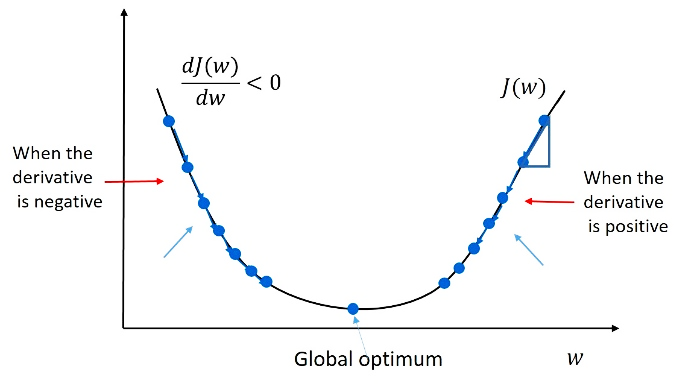 dJ(w)
dw
< 0
J(w)
When the
derivative
is negative
When the
derivative
is positive
Global optimum
w